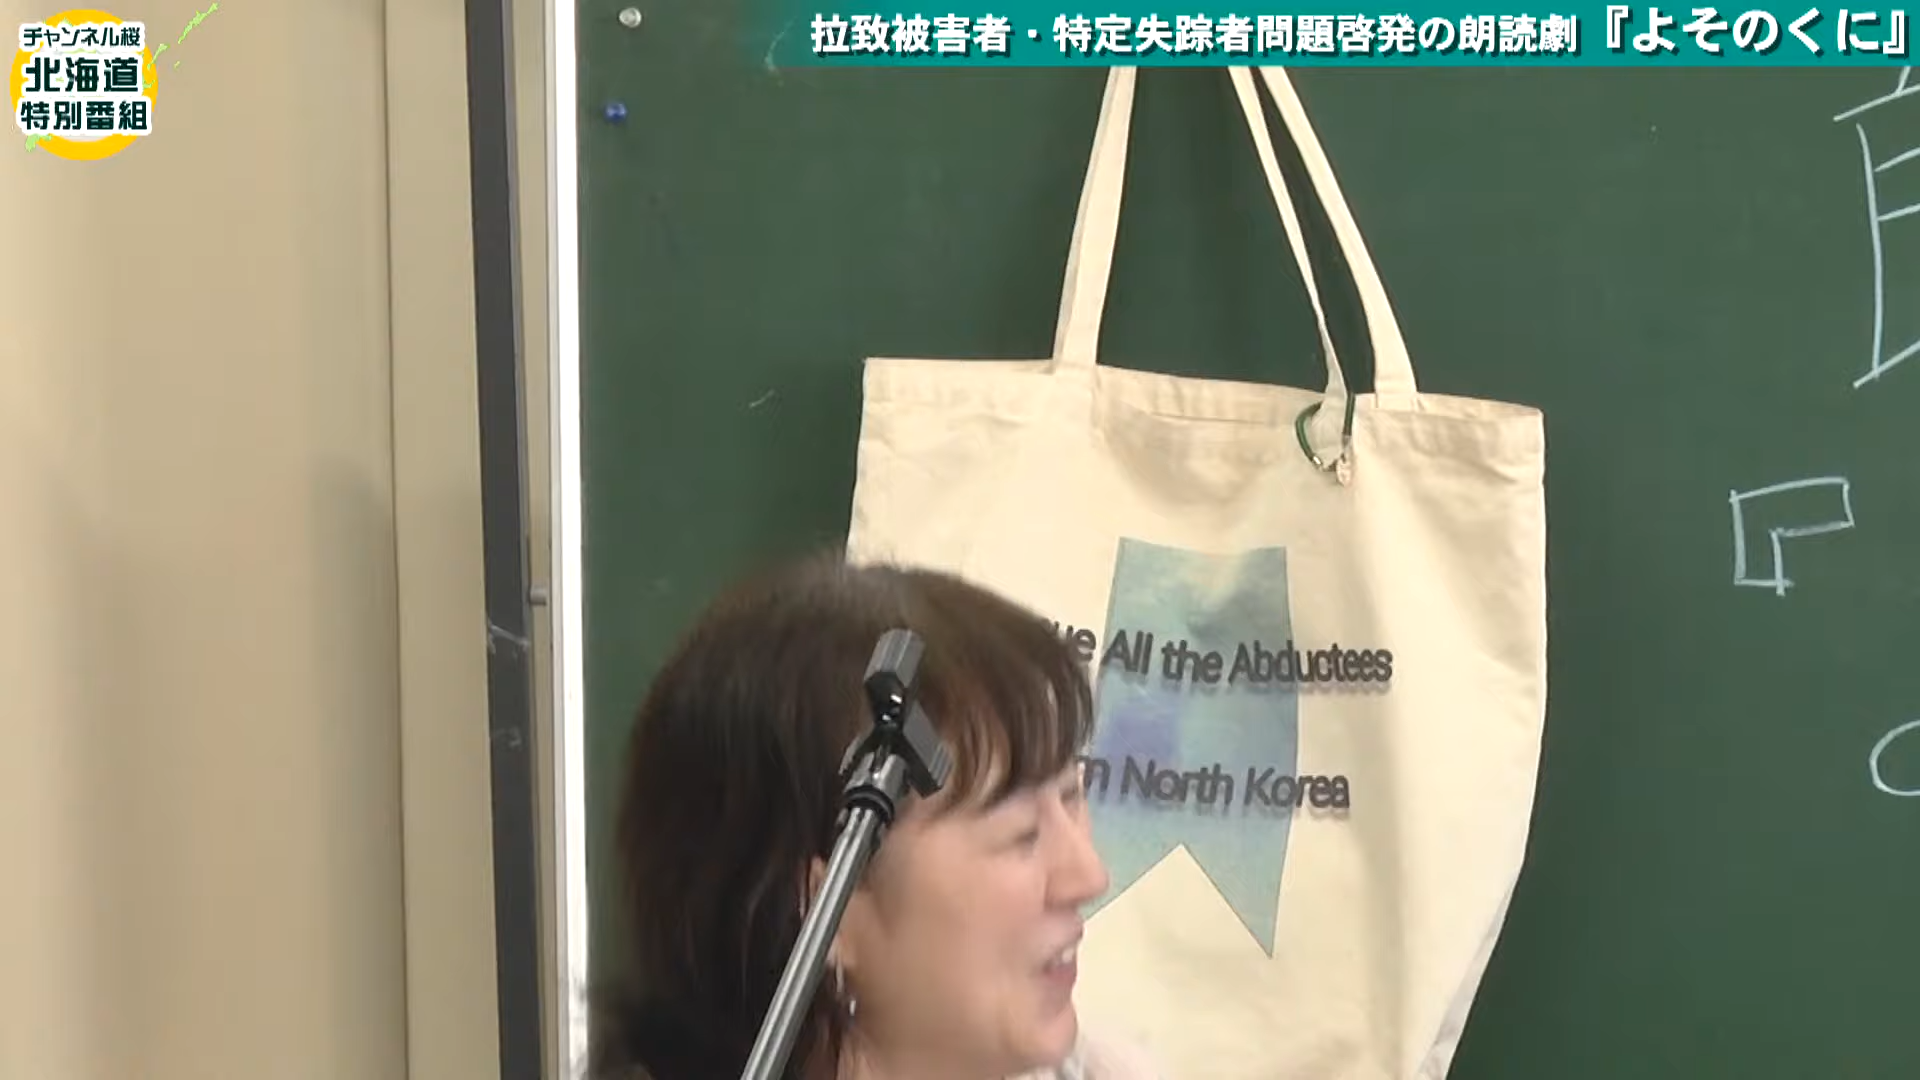 チャンネル桜
北海道
特別番組
拉致被害者・特定失踪者問題啓発の朗読劇『よそのくに』
All the Abductees
North Korea
『